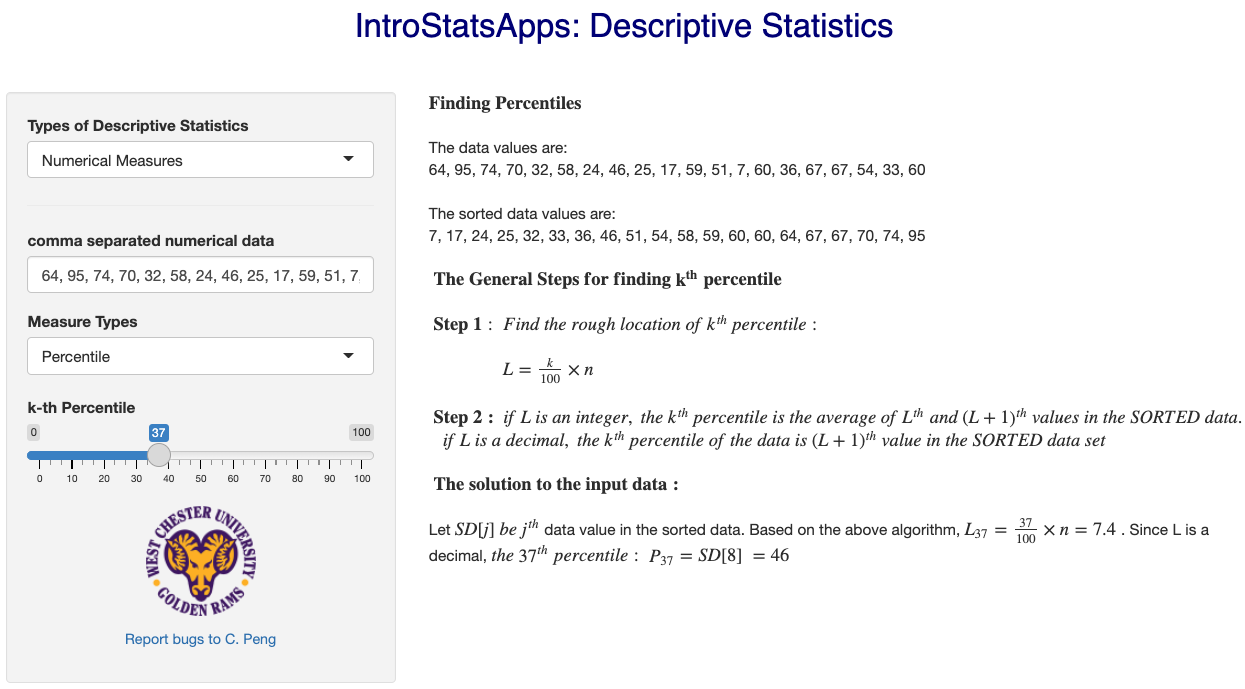 IntroStatsApps: Descriptive Statistics
Types of Descriptive Statistics
Numerical Measures
comma separated numerical data
64, 95, 74, 70, 32, 58, 24, 46, 25, 17, 59, 51, 7,
Measure Types
Percentile
k-th Percentile
0 37 100
0 10 20 30 40 50 60 70 80 90 100
WEST CHESTER UNIVERSITY
GOLDEN RAMS
Report bugs to C. Peng
Finding Percentiles
The data values are:
64, 95, 74, 70, 32, 58, 24, 46, 25, 17, 59, 51, 7, 60, 36, 67, 67, 54, 33, 60
The sorted data values are:
7, 17, 24, 25, 32, 33, 36, 46, 51, 54, 58, 59, 60, 60, 64, 67, 67, 70, 74, 95
The General Steps for finding k^th percentile
Step 1 : Find the rough location of k^th percentile :
L = k/100 × n
Step 2 : if L is an integer, the k^th percentile is the average of L^th and (L + 1)^th values in the SORTED data.
if L is a decimal, the k^th percentile of the data is (L + 1)^th value in the SORTED data set
The solution to the input data :
Let SD[j] be j^th data value in the sorted data. Based on the above algorithm, L_37 = 37/100 × n = 7.4 . Since L is a
decimal, the 37^th percentile : P_37 = SD[8] = 46